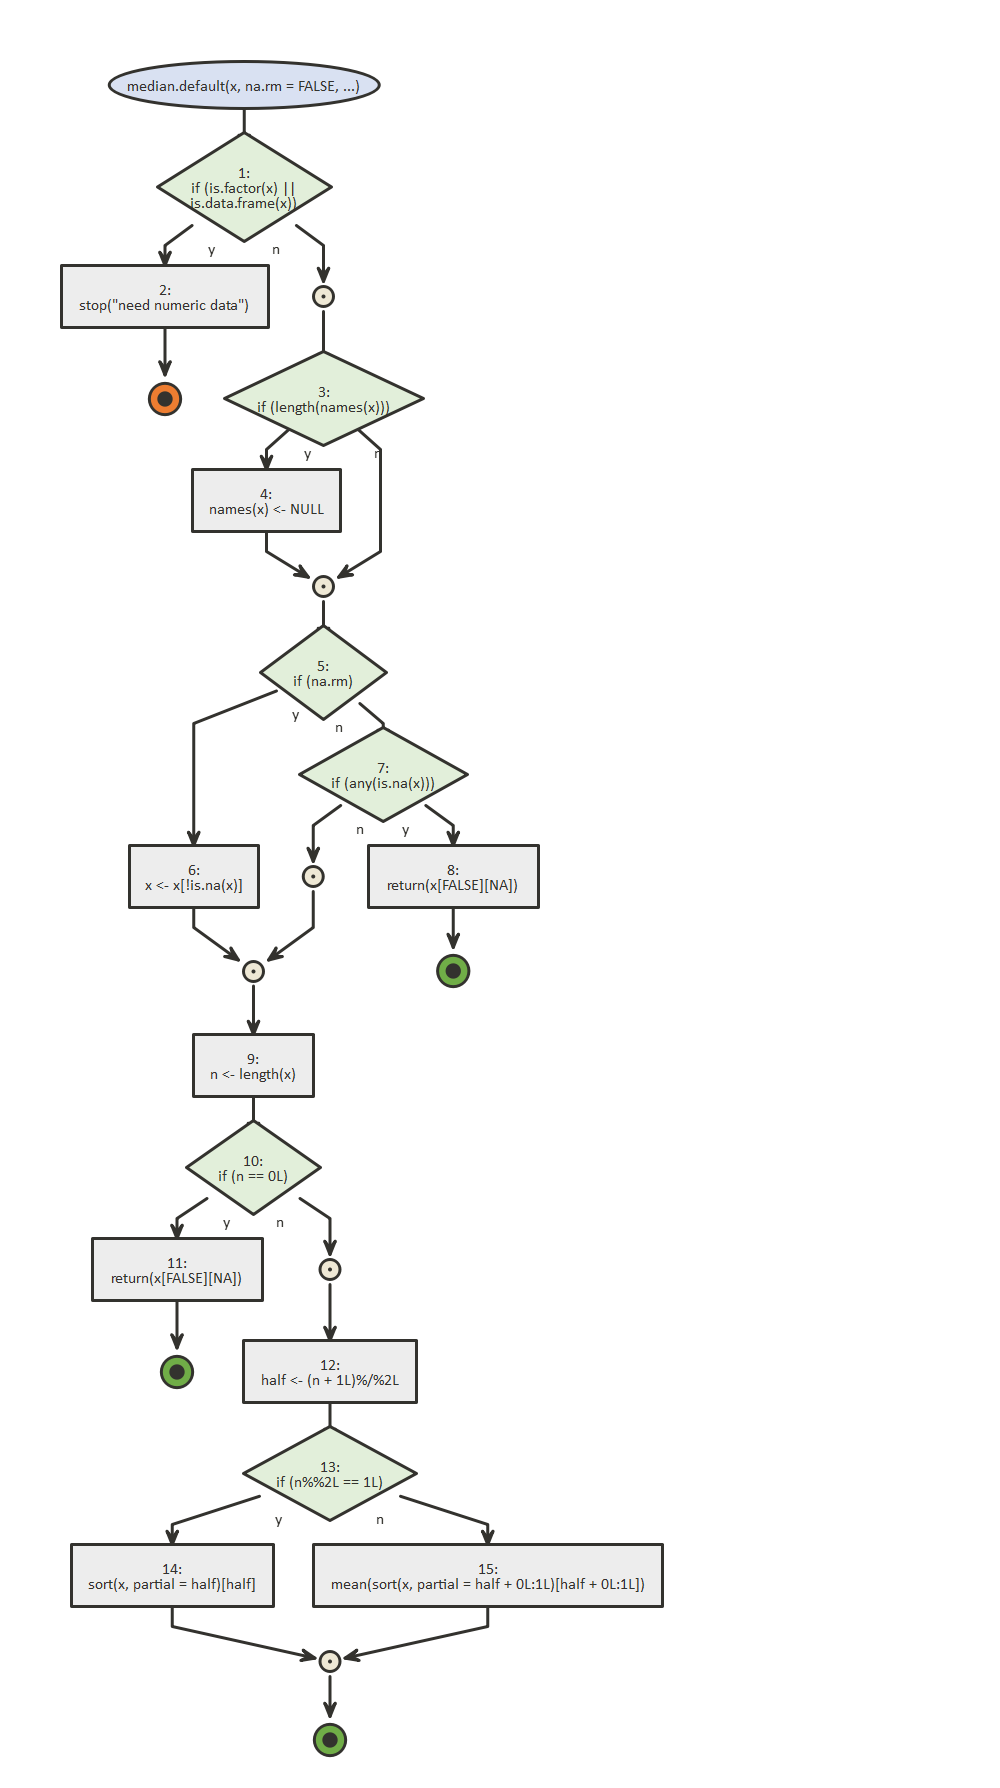 median.default(x, na.rm = FALSE, ...)
1:
if (is.factor(x) ||
is.data.frame(x))
y
n
2:
stop("need numeric data")
3:
if (length(names(x)))
y
n
4:
names(x) <- NULL
5:
if (na.rm)
y
n
7:
if (any(is.na(x)))
n
y
6:
x <- x[!is.na(x)]
8:
return(x[FALSE][NA])
9:
n <- length(x)
10:
if (n == 0L)
y
n
11:
return(x[FALSE][NA])
12:
half <- (n + 1L)%/%2L
13:
if (n%%2L == 1L)
y
n
14:
sort(x, partial = half)[half]
15:
mean(sort(x, partial = half + 0L:1L)[half + 0L:1L])